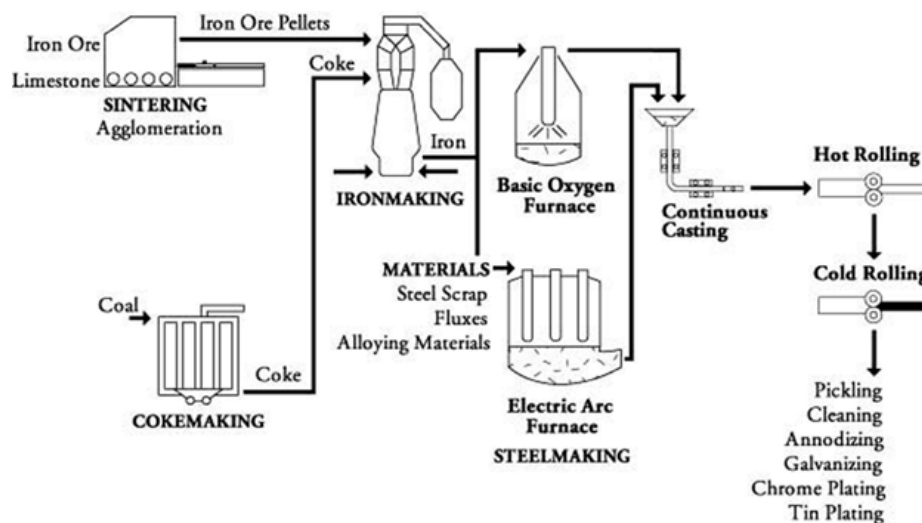 Iron Ore Pellets
Iron Ore
Coke
Limestone
SINTERING
Agglomeration
Iron
IRONMAKING
Basic Oxygen
Furnace
Continuous
Casting
Hot Rolling
MATERIALS
Steel Scrap
Fluxes
Alloying Materials
Cold Rolling
Coal
Coke
COKEMAKING
Electric Arc
Furnace
STEELMAKING
Pickling
Cleaning
Annodizing
Galvanizing
Chrome Plating
Tin Plating